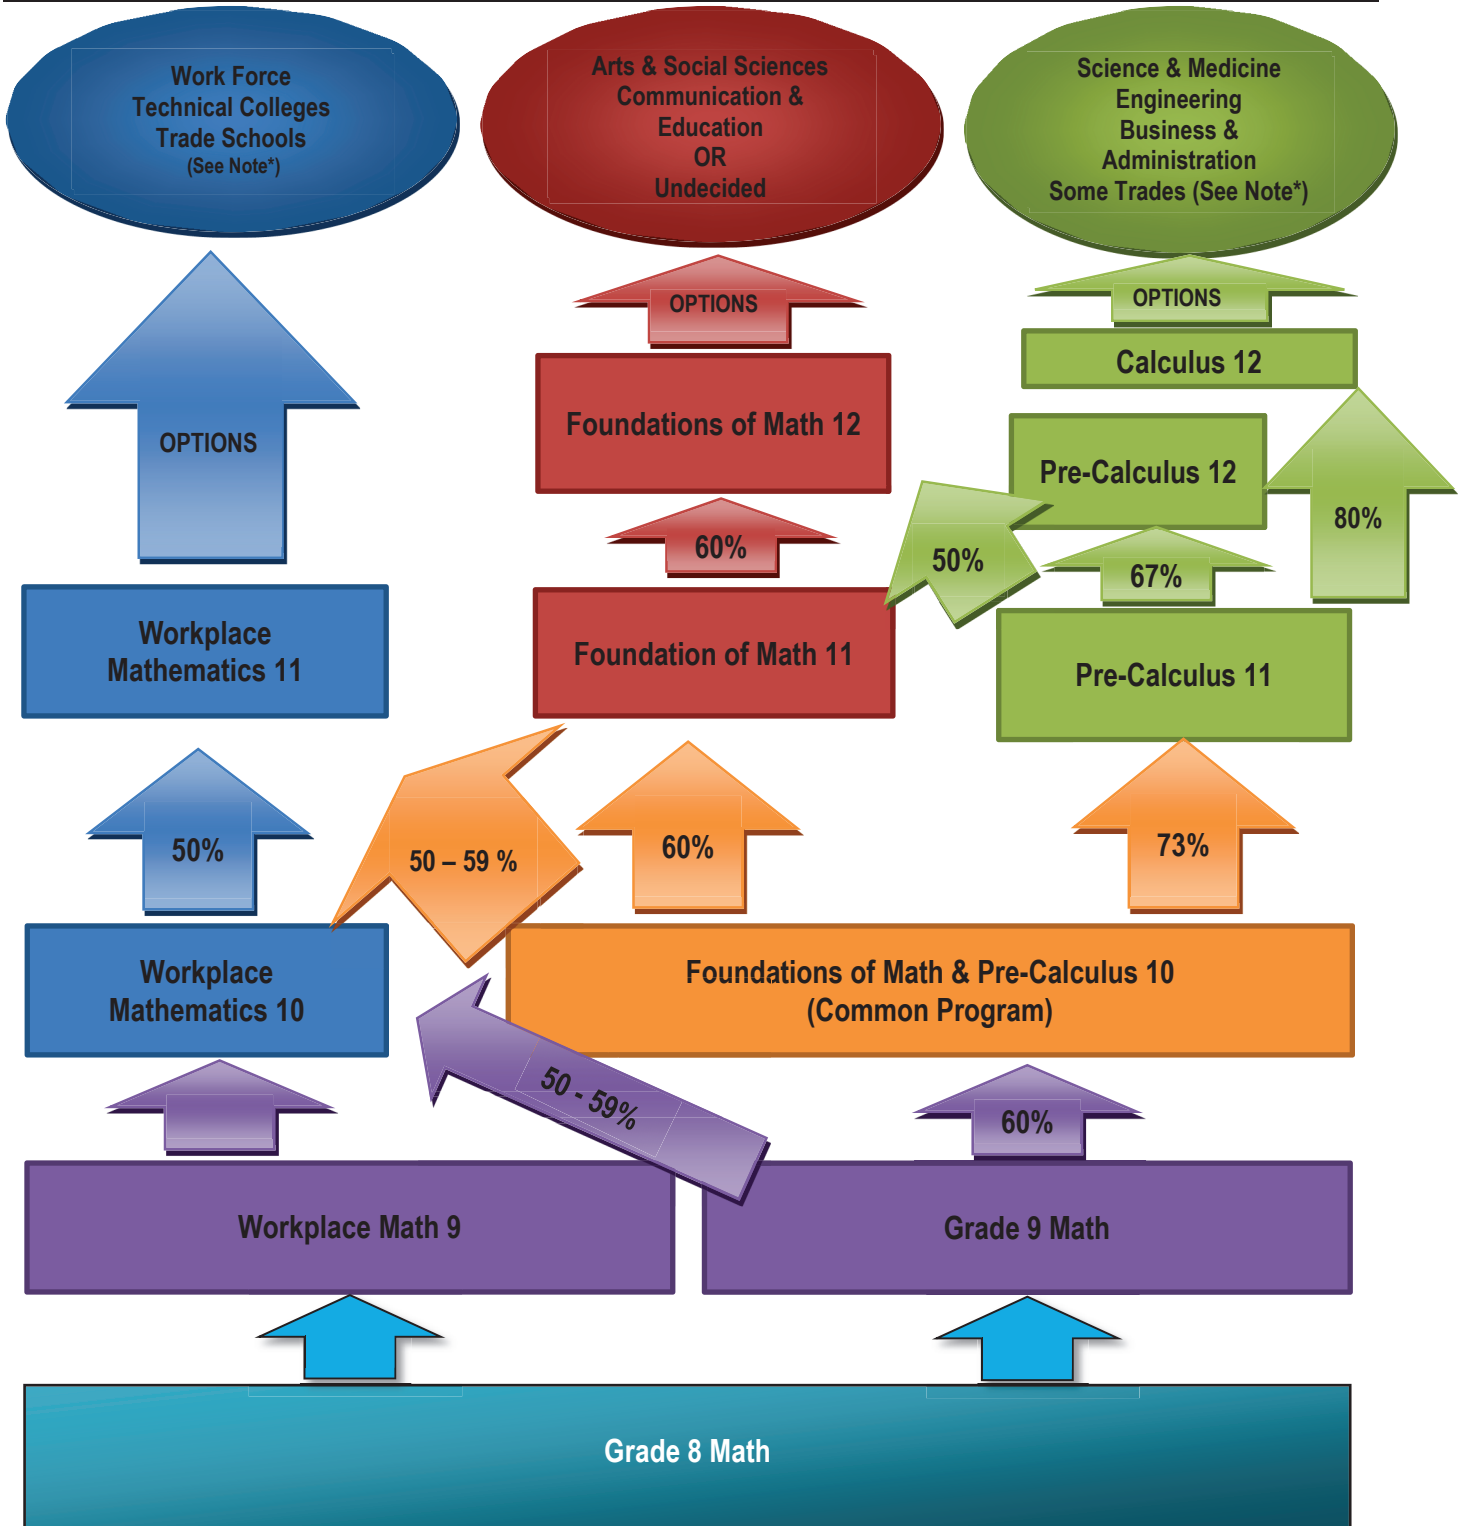 Work Force
Technical Colleges
Trade Schools
(See Note*)
Arts & Social Sciences
Communication &
Education
OR
Undecided
Science & Medicine
Engineering
Business &
Administration
Some Trades (See Note*)
OPTIONS
OPTIONS
OPTIONS
Calculus 12
Foundations of Math 12
Pre-Calculus 12
80%
60%
50%
67%
Workplace
Mathematics 11
Foundation of Math 11
Pre-Calculus 11
50%
50 – 59 %
60%
73%
Workplace
Mathematics 10
Foundations of Math & Pre-Calculus 10
(Common Program)
50 - 59%
60%
Workplace Math 9
Grade 9 Math
Grade 8 Math